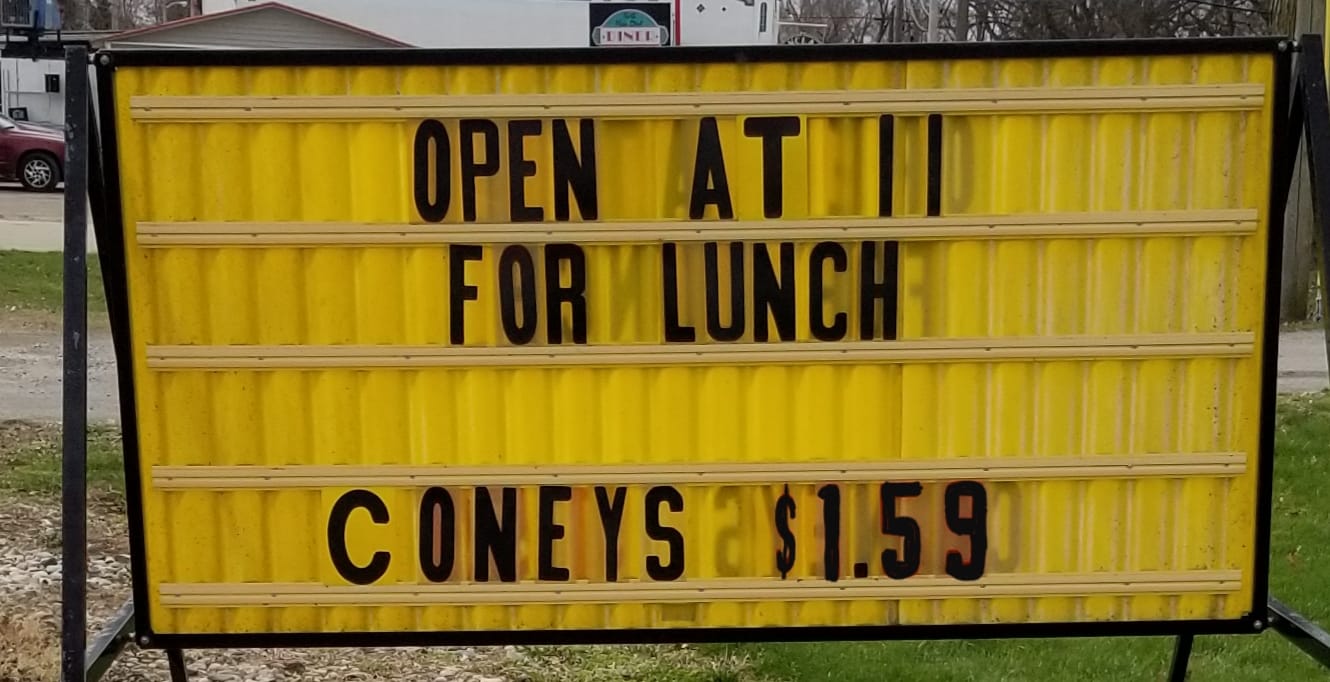 DINER
OPEN AT 11
FOR LUNCH
CONEYS $1.59